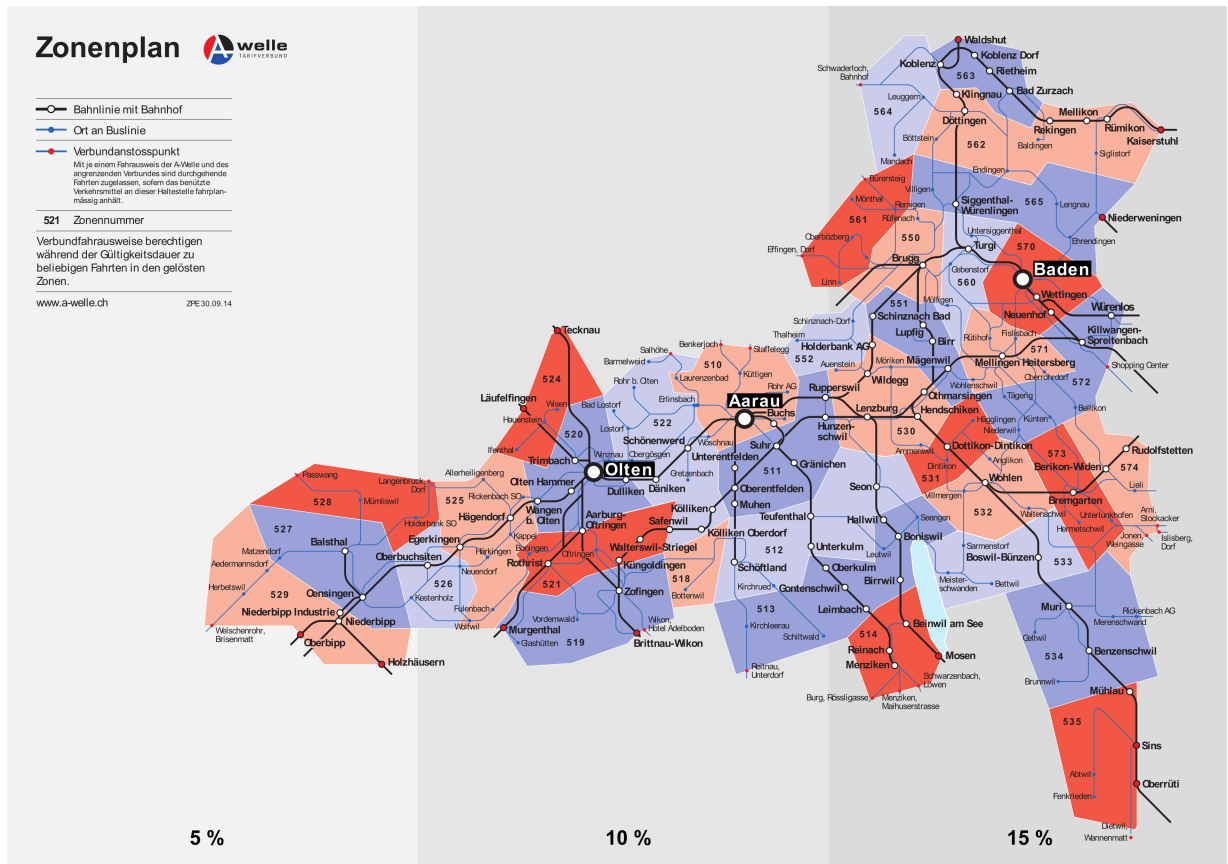 Zonenplan
A welle
TARIFVERBUND
Bahnlinie mit Bahnhof
Ort an Buslinie
Verbundanstosspunkt
Mit je einem Fahrausweis der A-Welle und des
angrenzenden Verbundes sind durchgehende
Fahrten zugelassen, sofern das benützte
Verkehrsmittel an dieser Haltestelle fahrplan-
mässig anhält.
521 Zonennummer
Verbundfahrausweise berechtigen
während der Gültigkeitsdauer zu
beliebigen Fahrten in den gelösten
Zonen.
www.a-welle.ch
ZPE30.09.14
Waldshut
Koblenz
Koblenz Dorf
Rietheim
563
Schwaderloch,
Bahnhof
Leuggern
Klingnau
Bad Zurzach
564
Döttingen
Mellikon
Rekingen
Rümikon
Kaiserstuhl
Böttstein
562
Baldingen
Siglistorf
Mandach
Endingen
Bürersteig
Villigen
Mönthal
Remigen
Rüfenach
561
Siggenthal-
Würenlingen
565
Lengnau
Niederweningen
Oberbözberg
550
Untersiggenthal
Ehrendingen
Effingen, Dorf
Turgi
570
Brugg
Gebenstorf
Baden
Linn
560
Wettingen
551
Mülligen
Neuenhof
Würenlos
Schinznach-Dorf
Schinznach Bad
Killwangen-
Spreitenbach
Thalheim
Lupfig
Rütihof
Fislisbach
571
Holderbank AG
Birr
552
Mellingen Heitersberg
Shopping Center
Auenstein
Möriken
Mägenwil
Oberrohrdorf
572
Wildegg
Wohlenschwil
Tecknau
Benkerjoch
Staffelegg
Salhöhe
510
Barmelweid
Küttigen
Laurenzenbad
524
Rohr b. Olten
Rohr AG
Rupperswil
Othmarsingen
Tägerig
Läufelfingen
Wisen
Bad Lostorf
Erlinsbach
Aarau
Buchs
Lenzburg
Hendschiken
Bellikon
Hauenstein
Lostorf
522
Hägglingen
Künten
520
Schönenwerd
Wöschnau
Hunzen-
schwil
530
Niederwil
Ifenthal
Winznau
Obergösgen
Unterentfelden
Suhr
Ammerswil
Dottikon-Dintikon
573
Rudolfstetten
Trimbach
Olten
511
Gränichen
Dintikon
Anglikon
Berikon-Widen
574
Passwang
Allerheiligenberg
Olten Hammer
Gretzenbach
531
Langenbruck,
Dorf
Rickenbach SO
Dulliken
Däniken
Oberentfelden
Seon
Wohlen
Lieli
528
Mümliswil
525
Wangen
b. Olten
Muhen
Villmergen
Bremgarten
Arni,
Stockacker
527
Holderbank SO
Hägendorf
Aarburg-
Oftringen
Kölliken
Teufenthal
Hallwil
Seengen
532
Waltenschwil
Unterlunkhofen
Islisberg,
Dorf
Balsthal
Egerkingen
Kappel
Safenwil
Kölliken Oberdorf
Boniswil
Hermetschwil
Jonen,
Weingasse
Matzendorf
Oberbuchsiten
Härkingen
Boningen
Oftringen
Walterswil-Striegel
512
Unterkulm
Leutwil
Sarmenstorf
Boswil-Bünzen
533
Aedermannsdorf
Neuendorf
Rothrist
Küngoldingen
Schöftland
Oberkulm
Herbetswil
529
Oensingen
526
521
518
Kirchrued
Gontenschwil
Birrwil
Meister-
schwanden
Bettwil
Kestenholz
Zofingen
Bottenwil
513
Niederbipp Industrie
Fulenbach
Leimbach
Muri
Rickenbach AG
Merenschwand
Welschenrohr,
Brisenmatt
Niederbipp
Wolfwil
Vordemwald
Wikon,
Hotel Adelboden
Kirchleerau
514
Beinwil am See
Geltwil
Oberbipp
Murgenthal
Glashütten
519
Brittnau-Wikon
Schiltwald
Reinach
Mosen
534
Benzenschwil
Holzhäusern
Reitnau,
Unterdorf
Menziken
Schwarzenbach,
Löwen
Brunnwil
Burg, Rössligasse
Menziken,
Maihuserstrasse
Mühlau
535
Sins
Abtwil
Fenkrieden
Oberrüti
Dietwil,
Wannenmatt
5 %
10 %
15 %